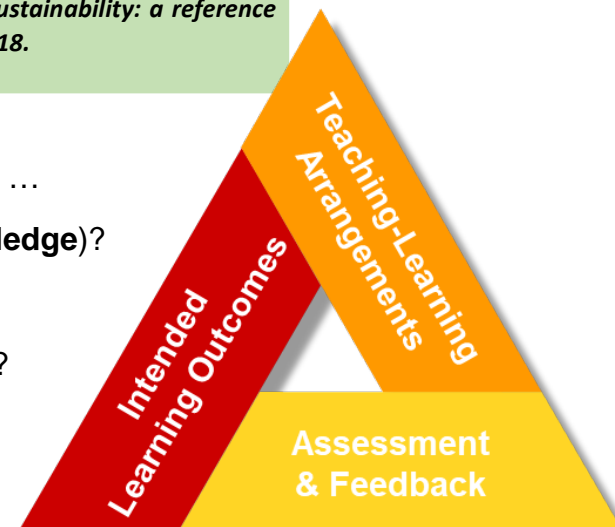 ustainability: a reference
18.
…
ledge)?
?
Intended
Learning Outcomes
Teaching-Learning
Arrangements
Assessment
& Feedback